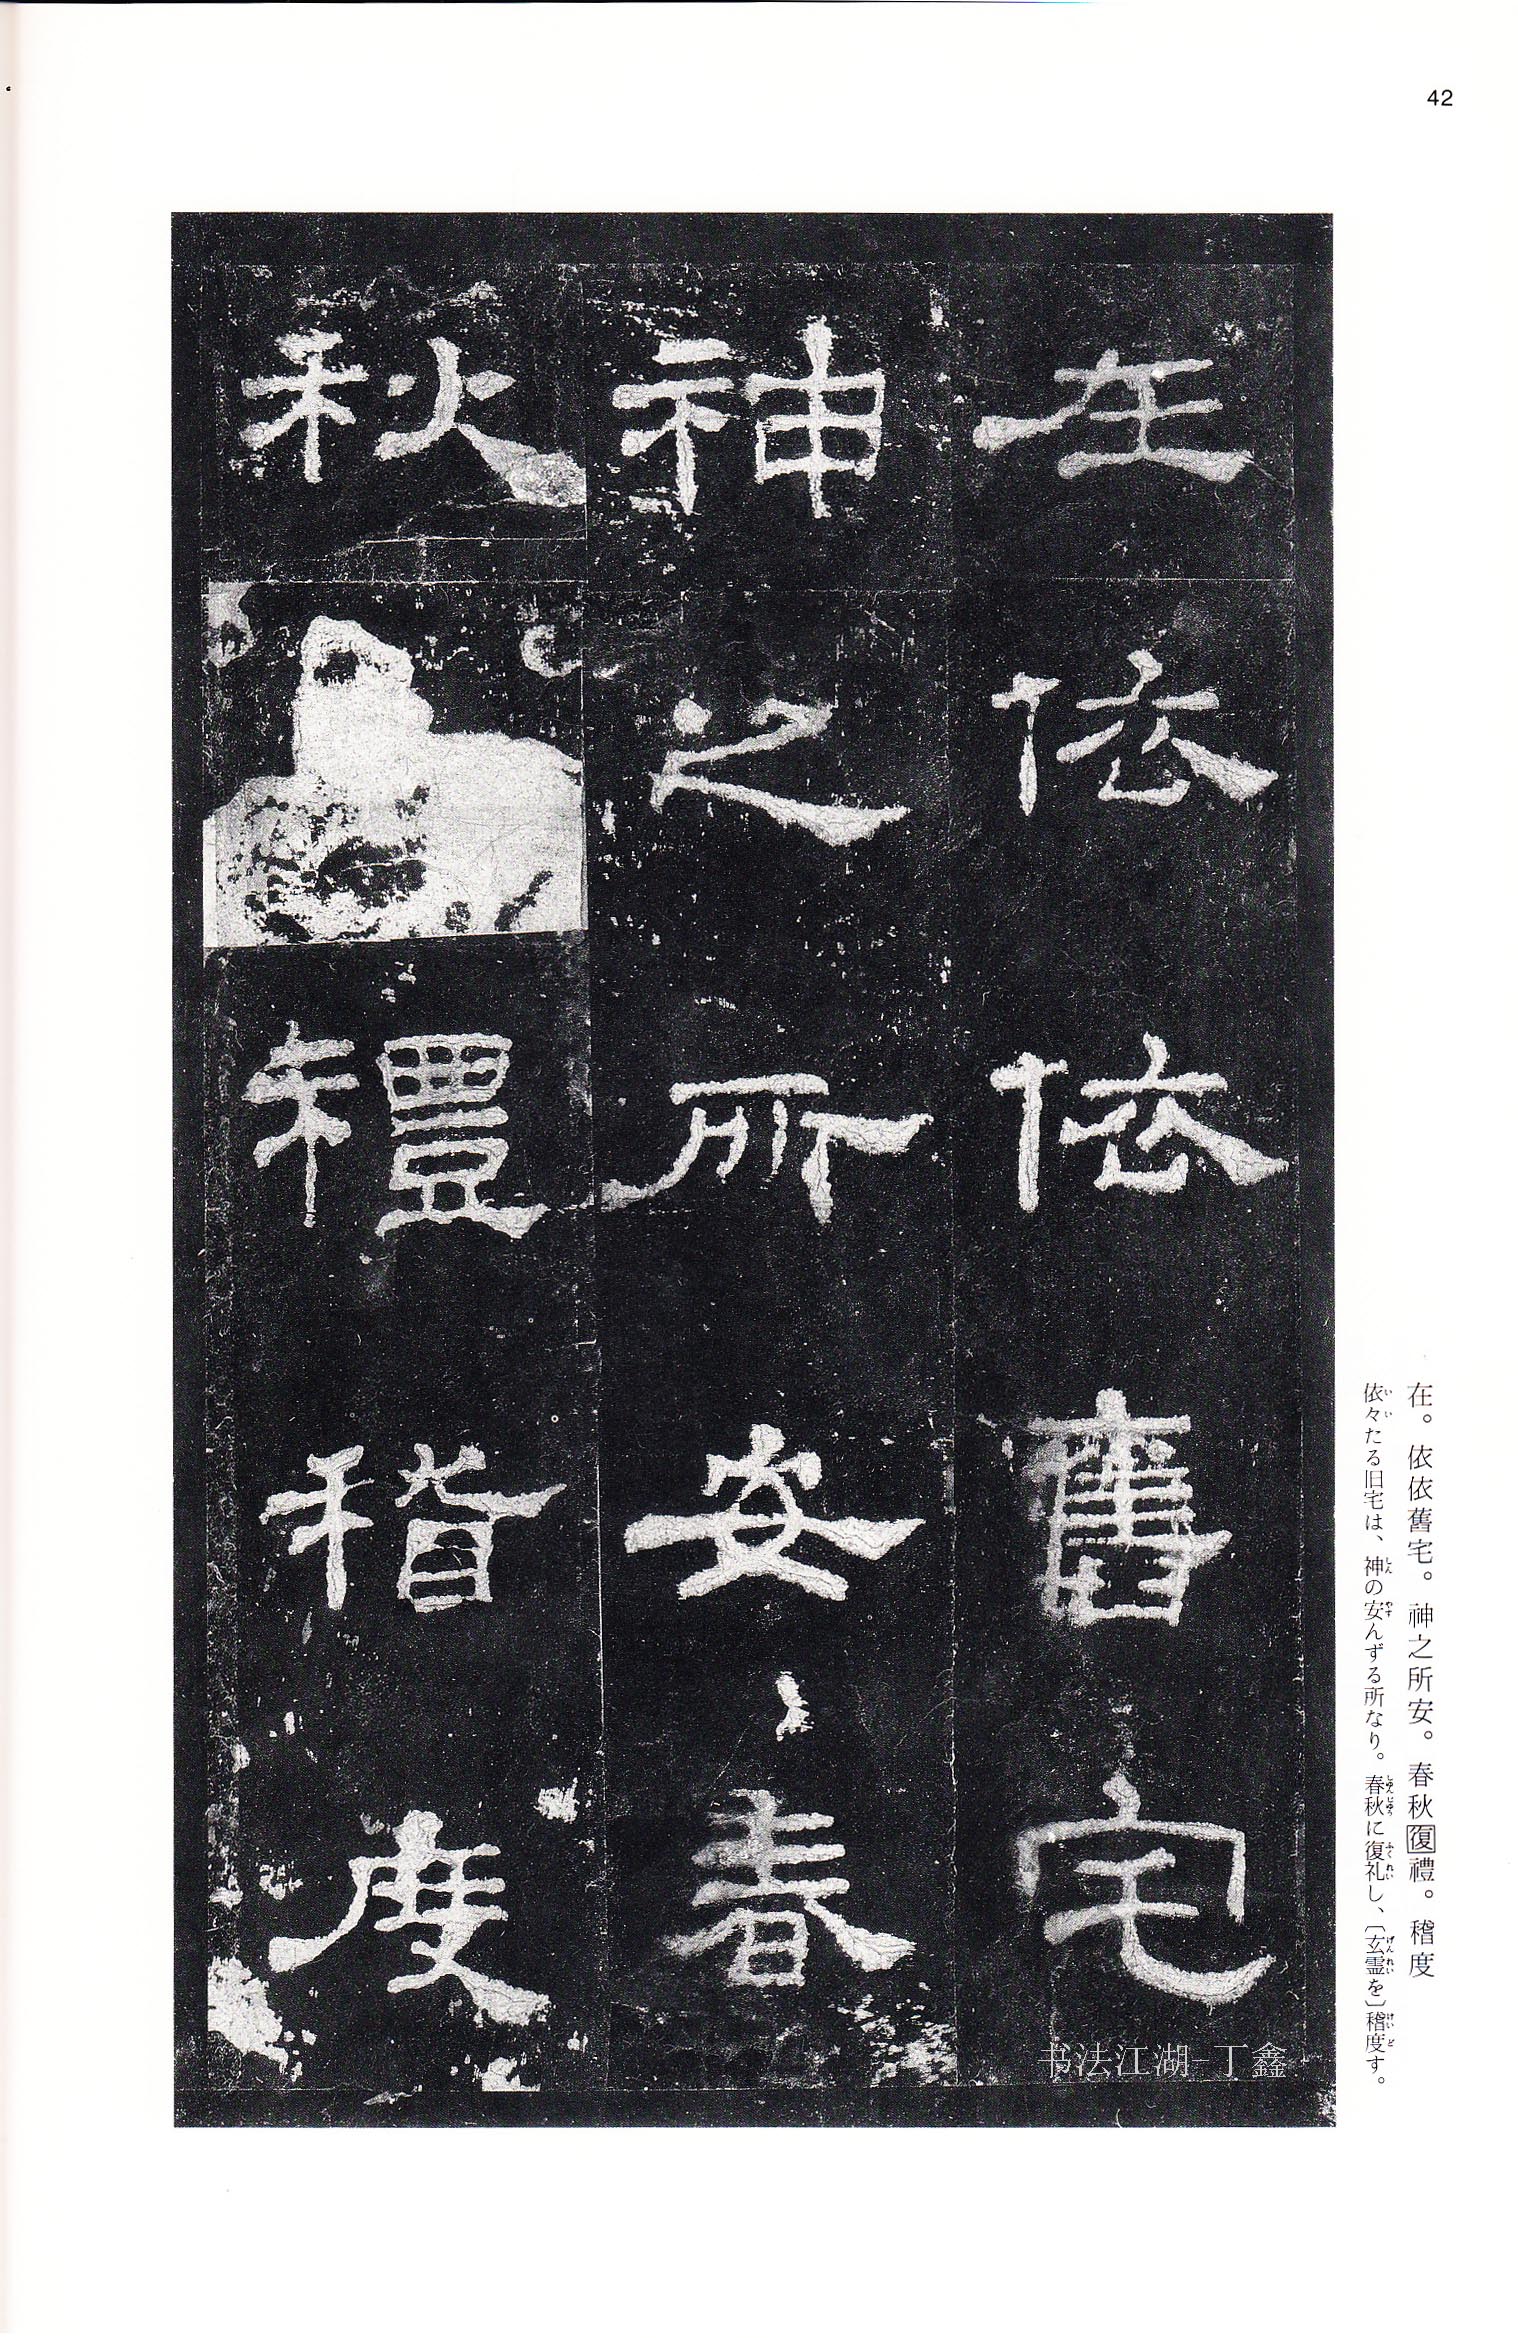 42
在依依舊宅
神之所安春
秋禮稽度
在。依依舊宅。神之所安。春秋復禮。稽度
依々たる旧宅は、神の安んずる所なり。春秋に復礼し、〔玄霊を〕稽度す。
书法江湖-丁鑫